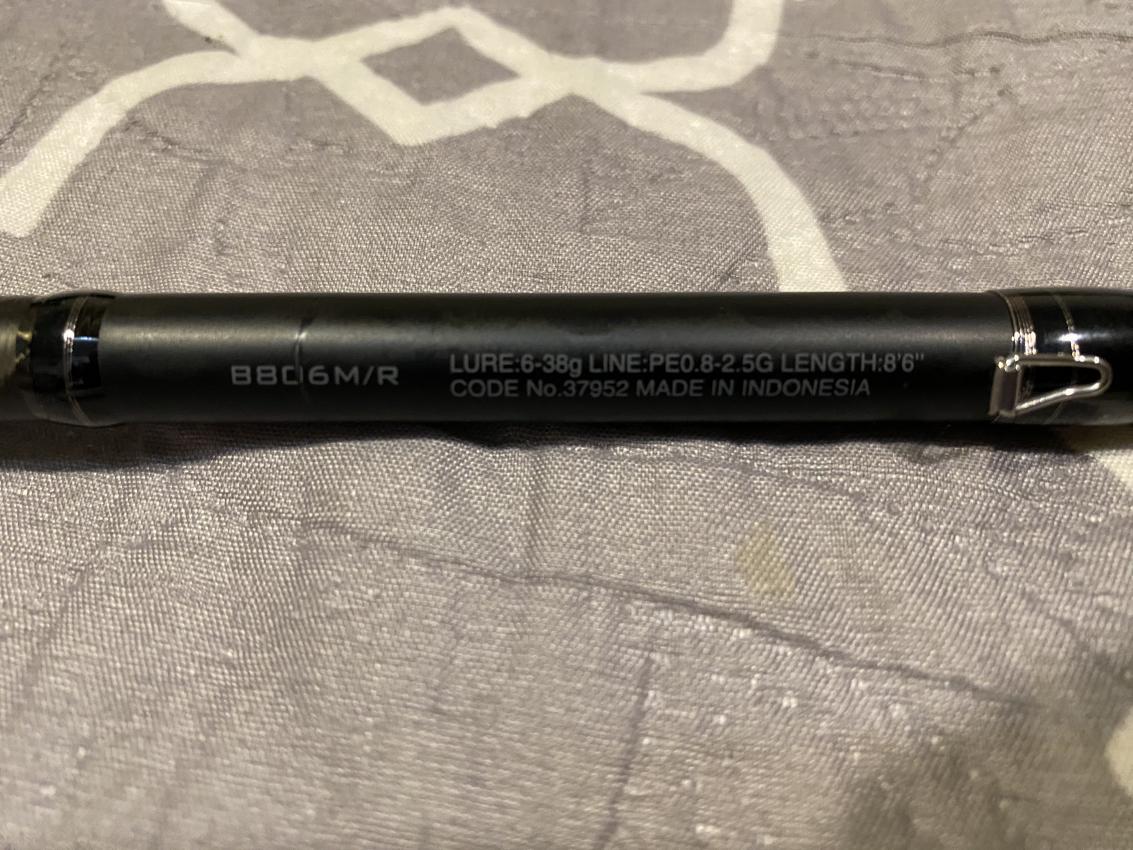 B806M/R
LURE:6-38g LINE:PE0.8-2.5G LENGTH:8'6"
CODE No.37952 MADE IN INDONESIA